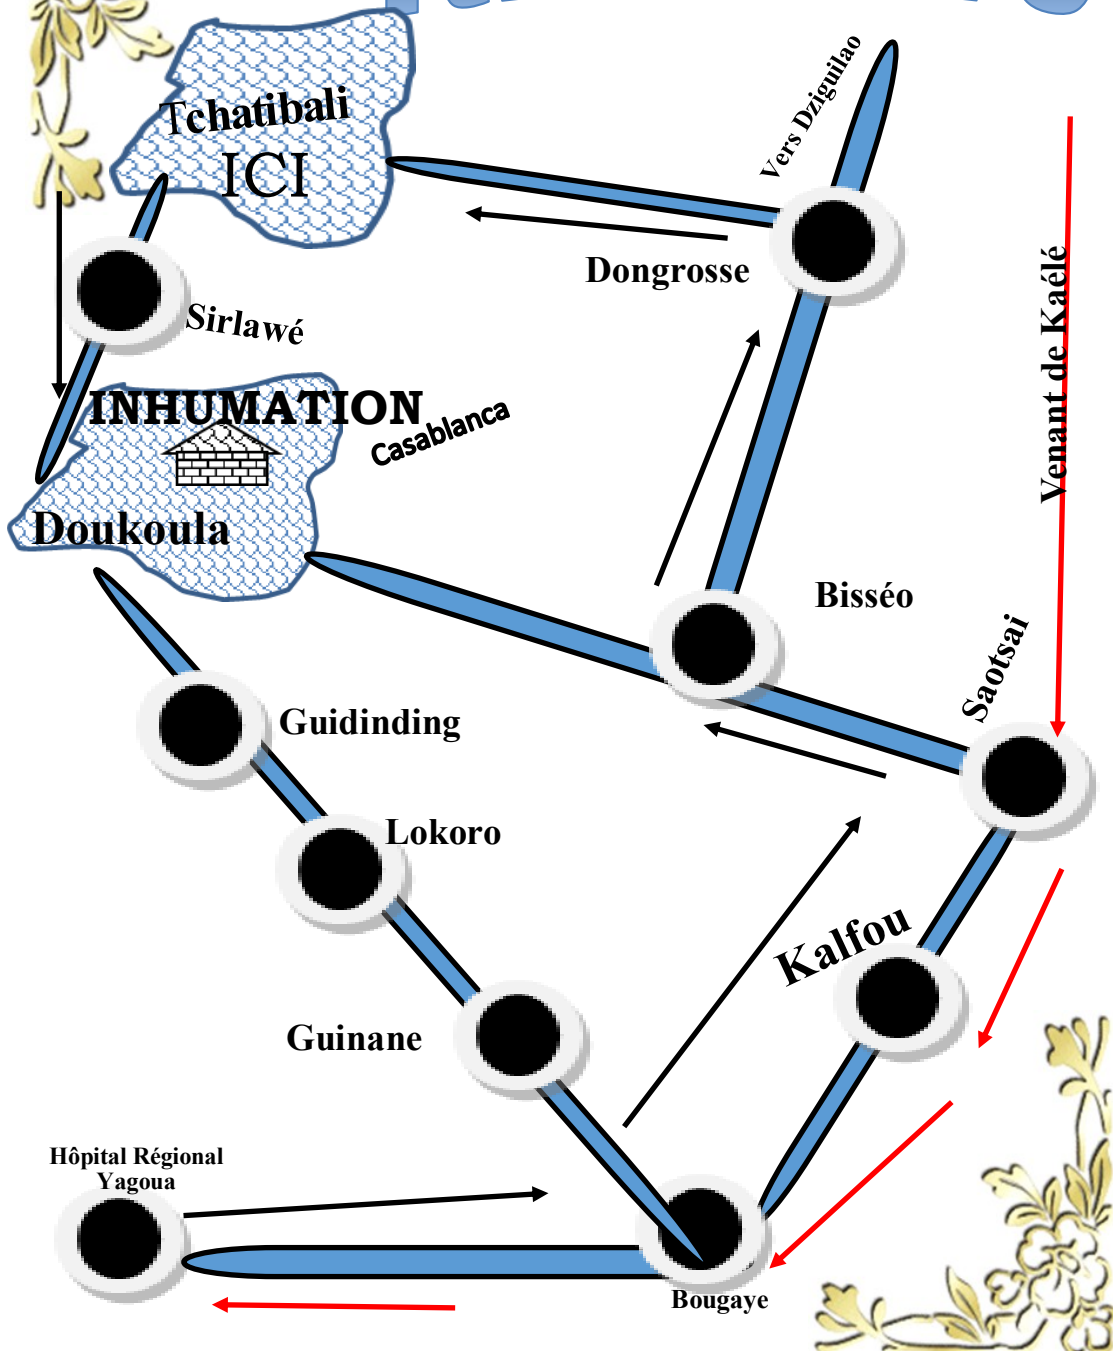 Tchatibali
ICI
Vers Dziguilao
Dongrosse
Venant de Kaélé
Sirlawé
INHUMATION
Casablanca
Doukoula
Bisséo
Saotsai
Guidinding
Lokoro
Kalfou
Guinane
Hôpital Régional
Yagoua
Bougaye